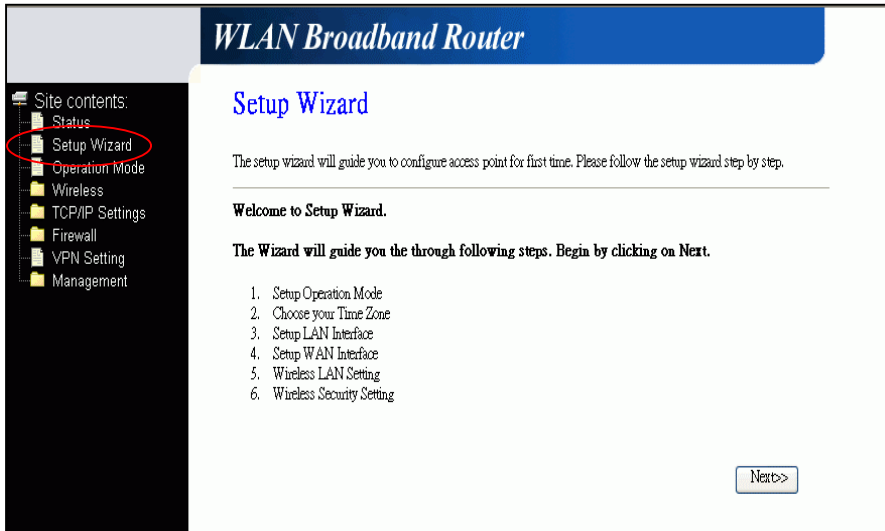 WLAN Broadband Router
Site contents:
Status
Setup Wizard
Operation Mode
Wireless
TCP/IP Settings
Firewall
VPN Setting
Management
Setup Wizard
The setup wizard will guide you to configure access point for first time. Please follow the setup wizard step by step.
Welcome to Setup Wizard.
The Wizard will guide you the through following steps. Begin by clicking on Next.
1. Setup Operation Mode
2. Choose your Time Zone
3. Setup LAN Interface
4. Setup WAN Interface
5. Wireless LAN Setting
6. Wireless Security Setting
Next>>